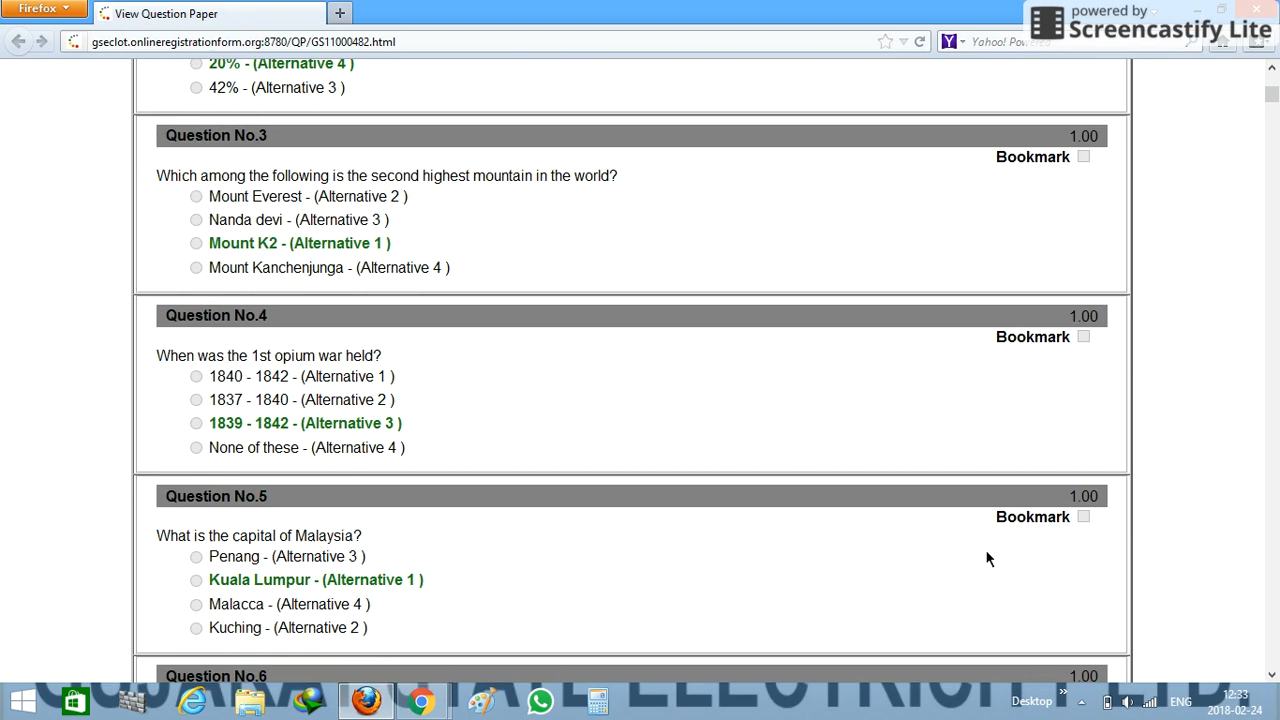 Firefox
View Question Paper
powered by
Screencastify Lite
gseclot.onlineregistrationform.org:8780/QP/GS11000482.html
Yahoo!
20% - (Alternative 4 )
42% - (Alternative 3 )
Question No.3 1.00
Bookmark
Which among the following is the second highest mountain in the world?
Mount Everest - (Alternative 2 )
Nanda devi - (Alternative 3 )
Mount K2 - (Alternative 1 )
Mount Kanchenjunga - (Alternative 4 )
Question No.4 1.00
Bookmark
When was the 1st opium war held?
1840 - 1842 - (Alternative 1 )
1837 - 1840 - (Alternative 2 )
1839 - 1842 - (Alternative 3 )
None of these - (Alternative 4 )
Question No.5 1.00
Bookmark
What is the capital of Malaysia?
Penang - (Alternative 3 )
Kuala Lumpur - (Alternative 1 )
Malacca - (Alternative 4 )
Kuching - (Alternative 2 )
Question No.6 1.00
Desktop
ENG
12:33
2018-02-24